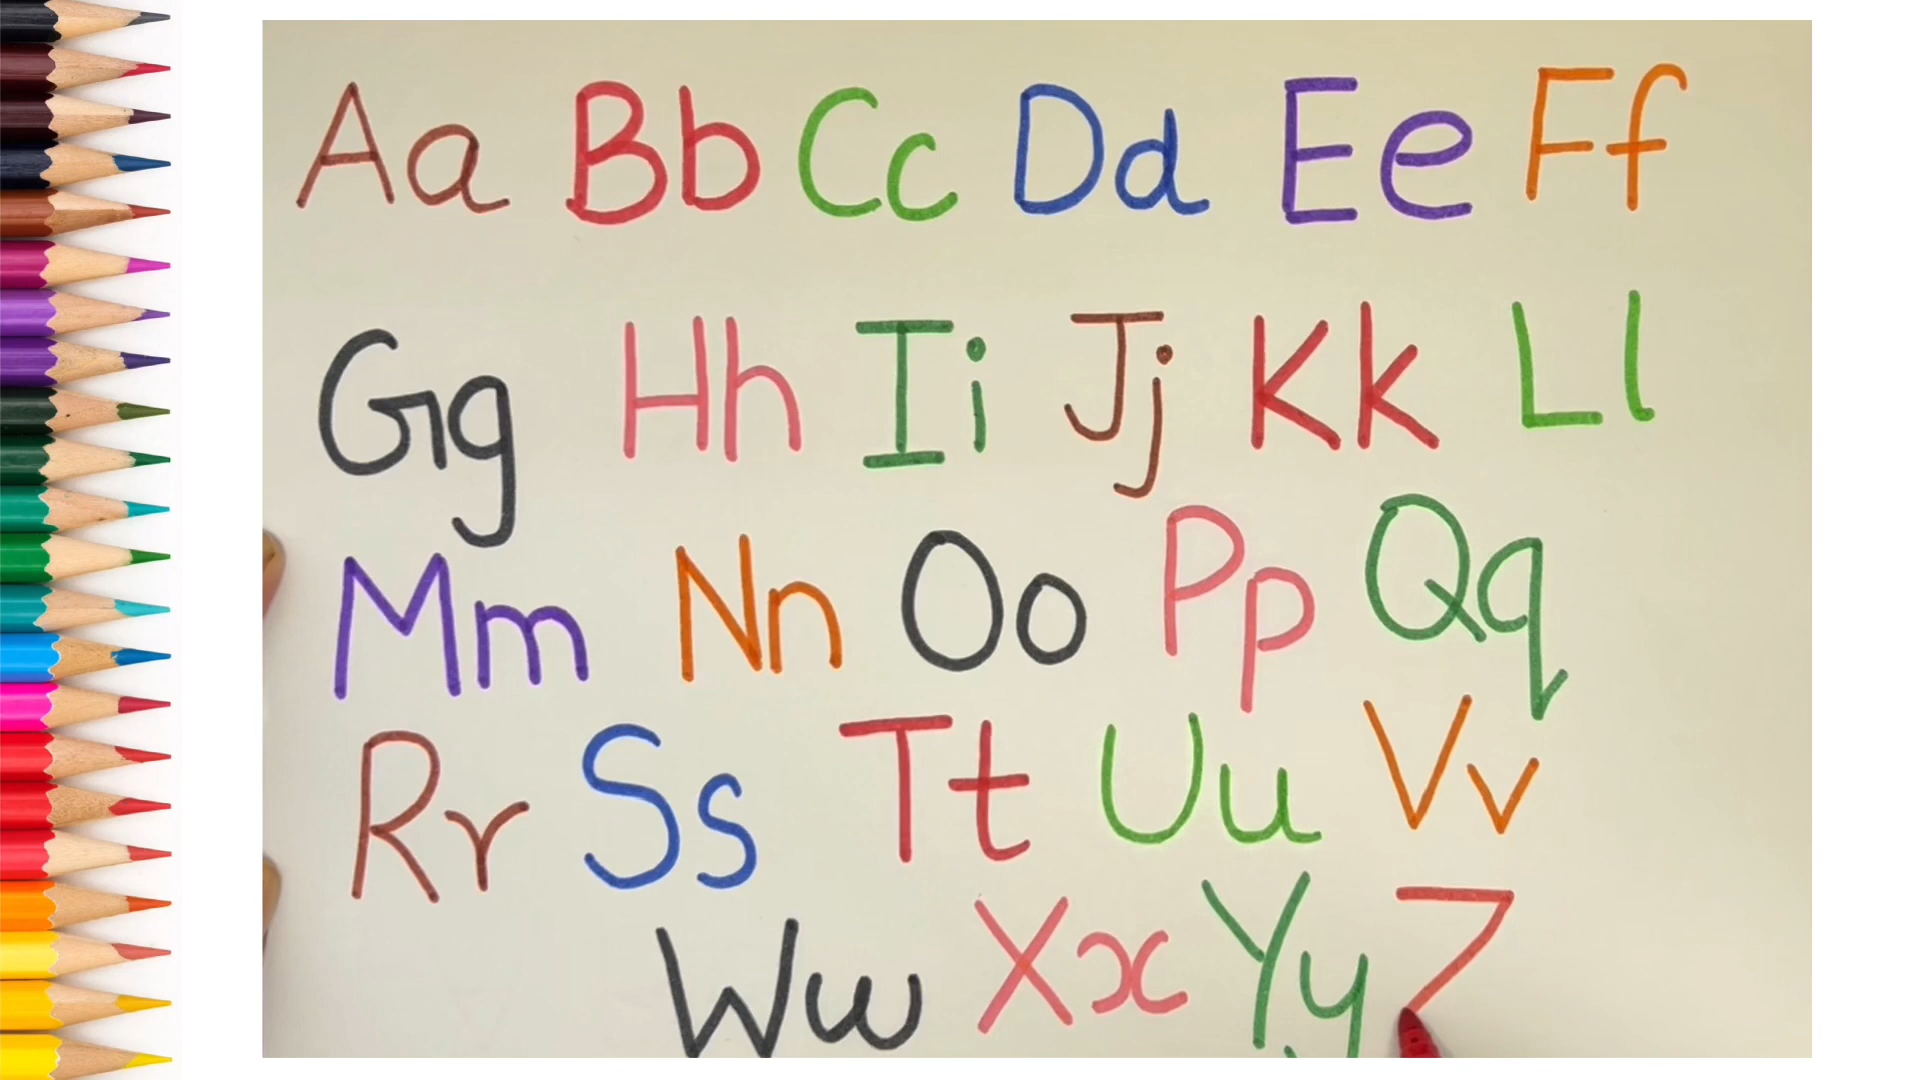 Aa Bb Cc Dd Ee Ff
Gg Hh Ii Jj Kk Ll
Mm Nn Oo Pp Qq
Rr Ss Tt Uu Vv
Ww Xx Yy Z